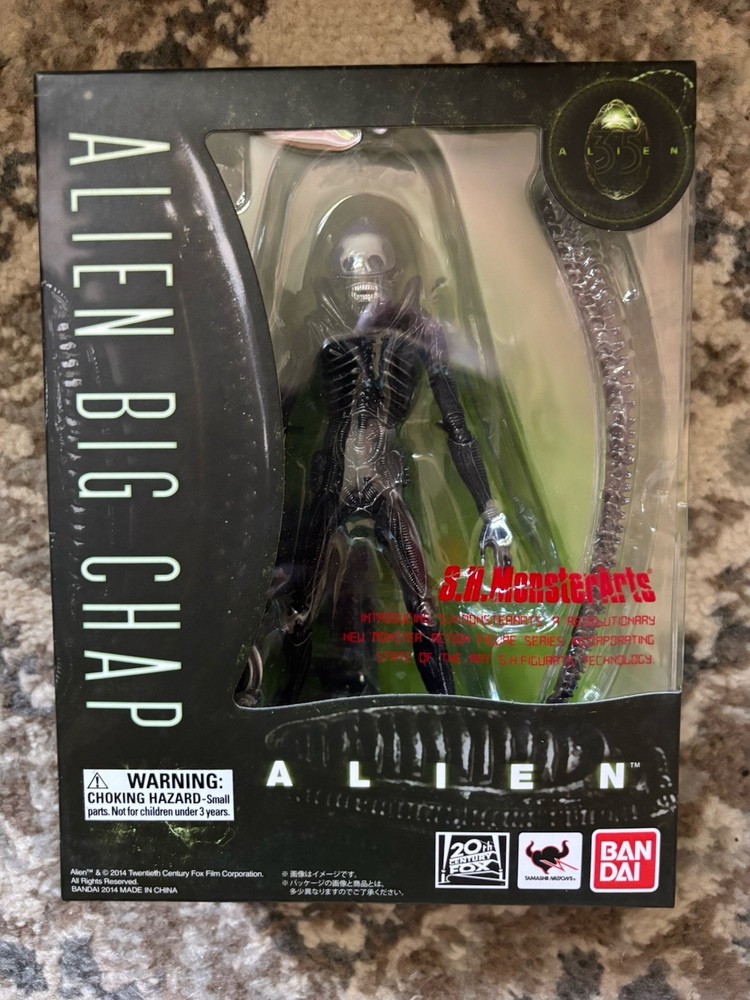 ALIEN
35
ALIEN BIG CHAP
S.H.MonsterArts
INTRODUCING S.H.MONSTERARTS, A REVOLUTIONARY
NEW MONSTER ACTION FIGURE SERIES INCORPORATING
STATE OF THE ART S.H.FIGUARTS TECHNOLOGY.
ALIEN™
WARNING:
CHOKING HAZARD-Small
parts. Not for children under 3 years.
20th
CENTURY
FOX
TAMASHII NATIONS
BAN
DAI
Alien™ & © 2014 Twentieth Century Fox Film Corporation.
All Rights Reserved.
BANDAI 2014 MADE IN CHINA
※画像はイメージです。
※パッケージの画像と商品とは、
多少異なりますのでご了承ください。